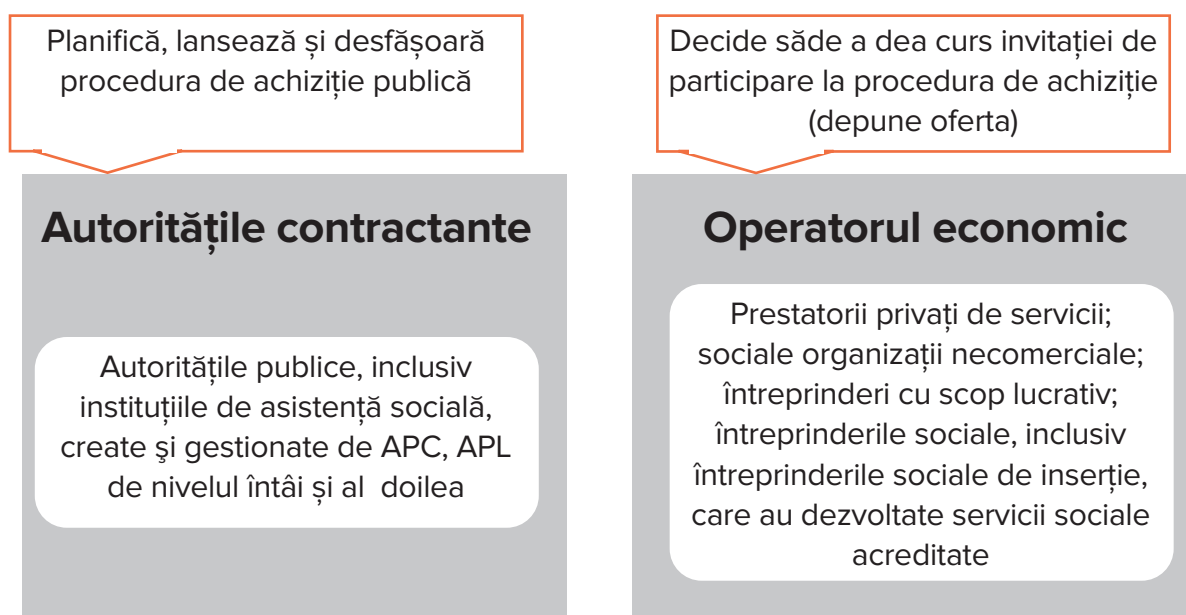 Planifică, lansează și desfășoară
procedura de achiziție publică
Autoritățile contractante
Autoritățile publice, inclusiv
instituțiile de asistență socială,
create şi gestionate de APC, APL
de nivelul întâi și al doilea
Decide săde a dea curs invitației de
participare la procedura de achiziție
(depune oferta)
Operatorul economic
Prestatorii privați de servicii;
sociale organizații necomerciale;
întreprinderi cu scop lucrativ;
întreprinderile sociale, inclusiv
întreprinderile sociale de inserție,
care au dezvoltate servicii sociale
acreditate